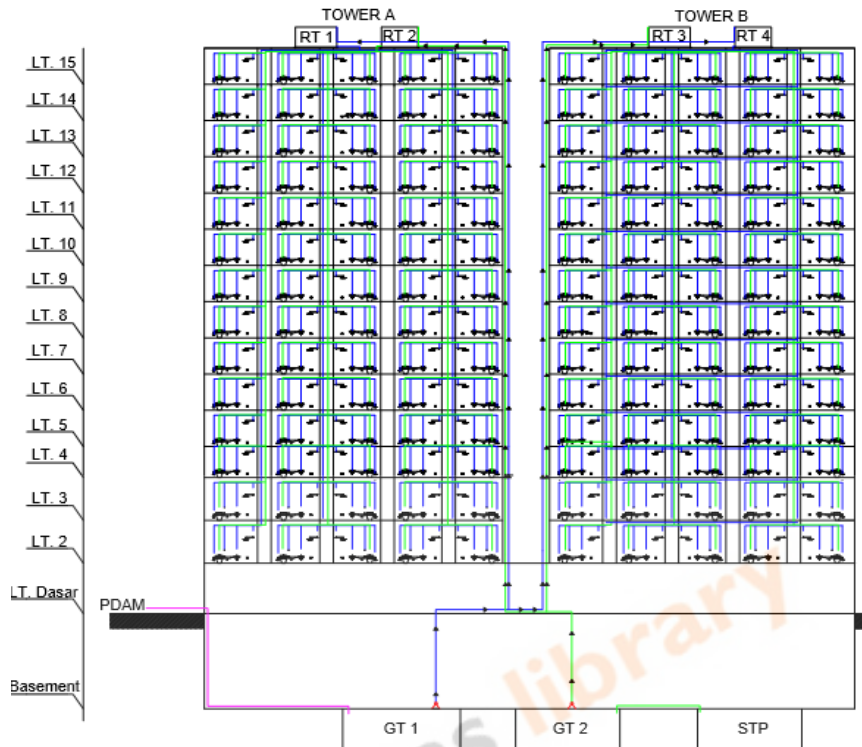 TOWER A
TOWER B
RT 1
RT 2
RT 3
RT 4
LT. 15
LT. 14
LT. 13
LT. 12
LT. 11
LT. 10
LT. 9
LT. 8
LT. 7
LT. 6
LT. 5
LT. 4
LT. 3
LT. 2
LT. Dasar
PDAM
Basement
GT 1
GT 2
STP
library